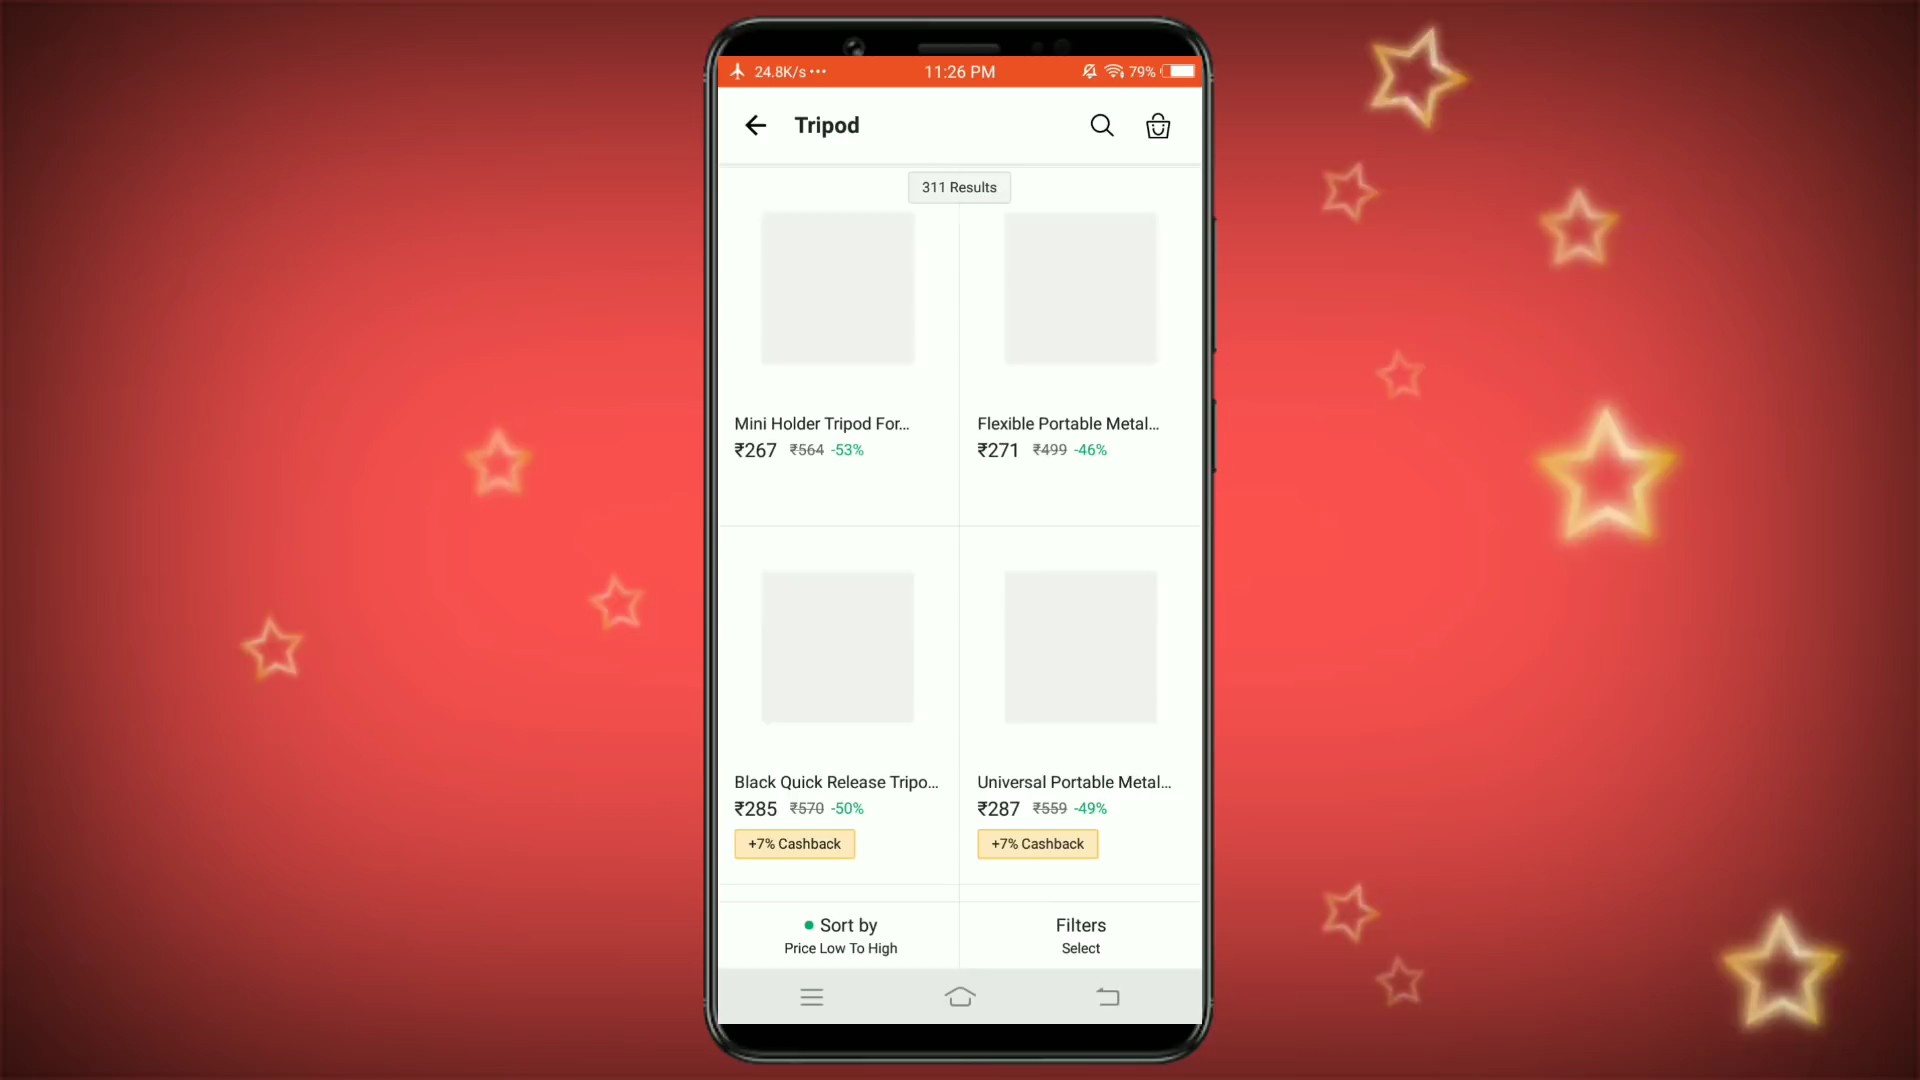 24.8K/s ... 11:26 PM 79%
Tripod
311 Results
Mini Holder Tripod For...
₹267 ₹564 -53%
Flexible Portable Metal...
₹271 ₹499 -46%
Black Quick Release Tripo...
₹285 ₹570 -50%
+7% Cashback
Universal Portable Metal...
₹287 ₹559 -49%
+7% Cashback
Sort by
Price Low To High
Filters
Select